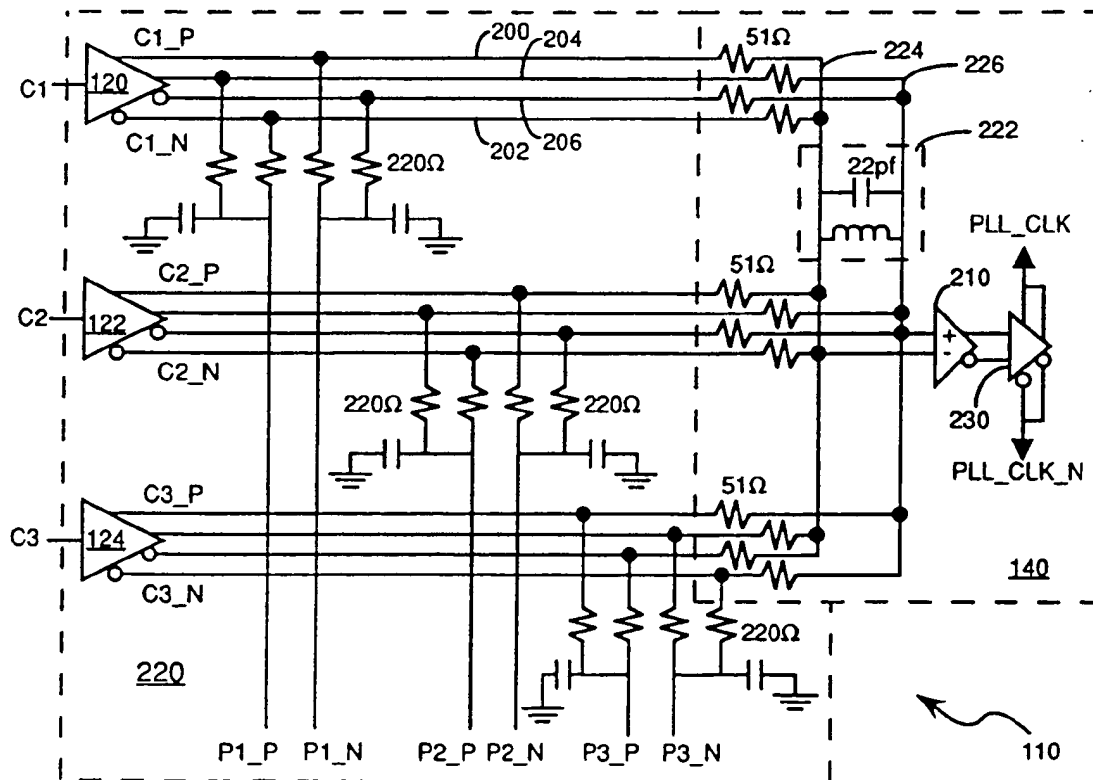 C1_P
200
204
51Ω
224
226
C1
120
222
C1_N
206
202
220Ω
22pf
PLL_CLK
C2_P
51Ω
210
C2
122
+
-
C2_N
220Ω
220Ω
230
PLL_CLK_N
C3_P
51Ω
C3
124
140
C3_N
220Ω
220
P1_P
P1_N
P2_P
P2_N
P3_P
P3_N
110